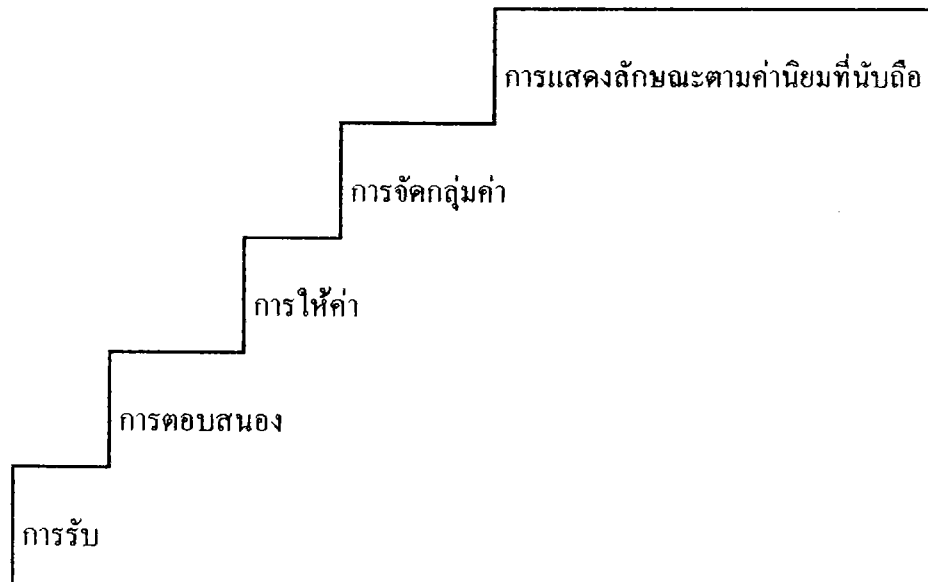 การแสดงลักษณะตามค่านิยมที่นับถือ
การจัดกลุ่มค่า
การให้ค่า
การตอบสนอง
การรับ